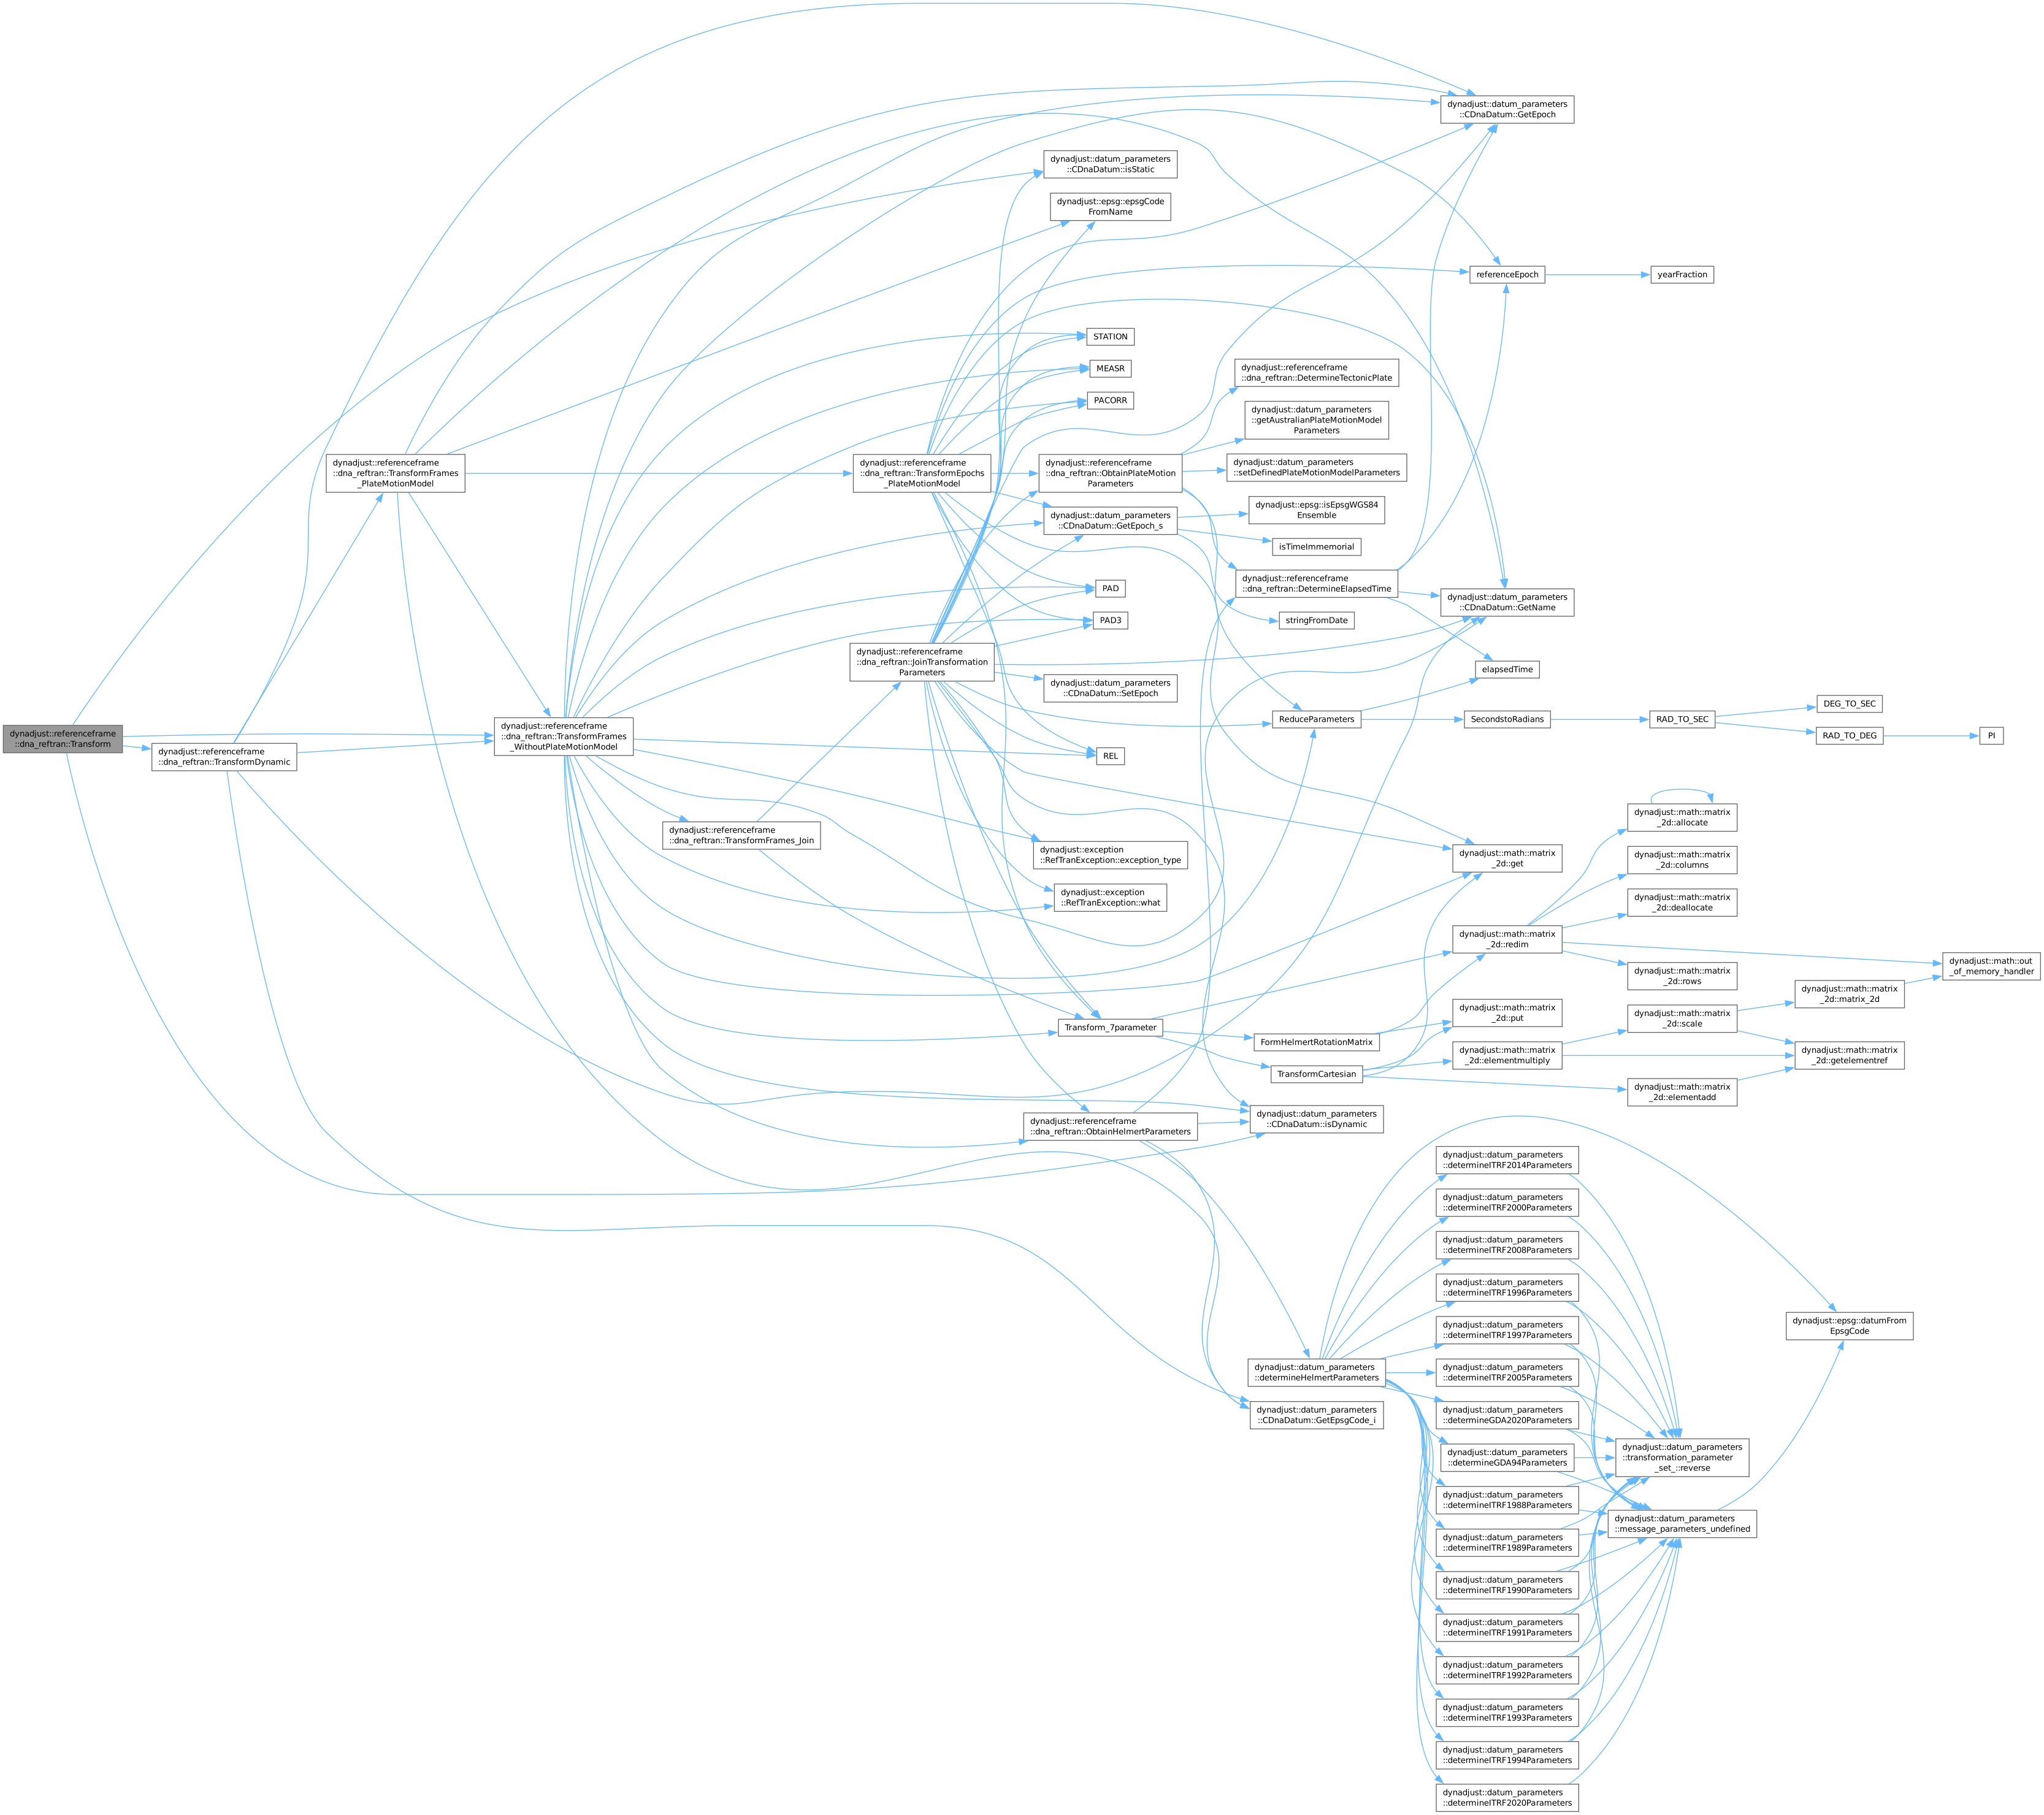 dynadjust::referenceframe
::dna_reftran::Transform
dynadjust::referenceframe
::dna_reftran::TransformDynamic
dynadjust::referenceframe
::dna_reftran::TransformFrames
_PlateMotionModel
dynadjust::referenceframe
::dna_reftran::TransformFrames
_WithoutPlateMotionModel
dynadjust::referenceframe
::dna_reftran::TransformFrames_Join
dynadjust::referenceframe
::dna_reftran::TransformEpochs
_PlateMotionModel
dynadjust::referenceframe
::dna_reftran::JoinTransformation
Parameters
dynadjust::datum_parameters
::CDnaDatum::isStatic
dynadjust::epsg::epsgCode
FromName
STATION
MEASR
PACORR
dynadjust::referenceframe
::dna_reftran::ObtainPlateMotion
Parameters
dynadjust::datum_parameters
::CDnaDatum::GetEpoch_s
PAD
PAD3
dynadjust::datum_parameters
::CDnaDatum::SetEpoch
REL
dynadjust::exception
::RefTranException::exception_type
dynadjust::exception
::RefTranException::what
Transform_7parameter
dynadjust::referenceframe
::dna_reftran::ObtainHelmertParameters
dynadjust::referenceframe
::dna_reftran::DetermineTectonicPlate
dynadjust::datum_parameters
::getAustralianPlateMotionModel
Parameters
dynadjust::datum_parameters
::setDefinedPlateMotionModelParameters
dynadjust::epsg::isEpsgWGS84
Ensemble
isTimeImmemorial
dynadjust::referenceframe
::dna_reftran::DetermineElapsedTime
stringFromDate
ReduceParameters
FormHelmertRotationMatrix
TransformCartesian
dynadjust::datum_parameters
::CDnaDatum::isDynamic
dynadjust::datum_parameters
::determineHelmertParameters
dynadjust::datum_parameters
::CDnaDatum::GetEpsgCode_i
dynadjust::datum_parameters
::CDnaDatum::GetEpoch
referenceEpoch
yearFraction
dynadjust::datum_parameters
::CDnaDatum::GetName
elapsedTime
SecondstoRadians
RAD_TO_SEC
DEG_TO_SEC
RAD_TO_DEG
PI
dynadjust::math::matrix
_2d::get
dynadjust::math::matrix
_2d::redim
dynadjust::math::matrix
_2d::put
dynadjust::math::matrix
_2d::elementmultiply
dynadjust::math::matrix
_2d::allocate
dynadjust::math::matrix
_2d::columns
dynadjust::math::matrix
_2d::deallocate
dynadjust::math::matrix
_2d::rows
dynadjust::math::matrix
_2d::scale
dynadjust::math::matrix
_2d::elementadd
dynadjust::math::matrix
_2d::matrix_2d
dynadjust::math::matrix
_2d::getelementref
dynadjust::math::out
_of_memory_handler
dynadjust::datum_parameters
::determineITRF2014Parameters
dynadjust::datum_parameters
::determineITRF2000Parameters
dynadjust::datum_parameters
::determineITRF2008Parameters
dynadjust::datum_parameters
::determineITRF1996Parameters
dynadjust::datum_parameters
::determineITRF1997Parameters
dynadjust::datum_parameters
::determineITRF2005Parameters
dynadjust::datum_parameters
::determineGDA2020Parameters
dynadjust::datum_parameters
::determineGDA94Parameters
dynadjust::datum_parameters
::determineITRF1988Parameters
dynadjust::datum_parameters
::determineITRF1989Parameters
dynadjust::datum_parameters
::determineITRF1990Parameters
dynadjust::datum_parameters
::determineITRF1991Parameters
dynadjust::datum_parameters
::determineITRF1992Parameters
dynadjust::datum_parameters
::determineITRF1993Parameters
dynadjust::datum_parameters
::determineITRF1994Parameters
dynadjust::datum_parameters
::determineITRF2020Parameters
dynadjust::datum_parameters
::transformation_parameter
_set_::reverse
dynadjust::datum_parameters
::message_parameters_undefined
dynadjust::epsg::datumFrom
EpsgCode